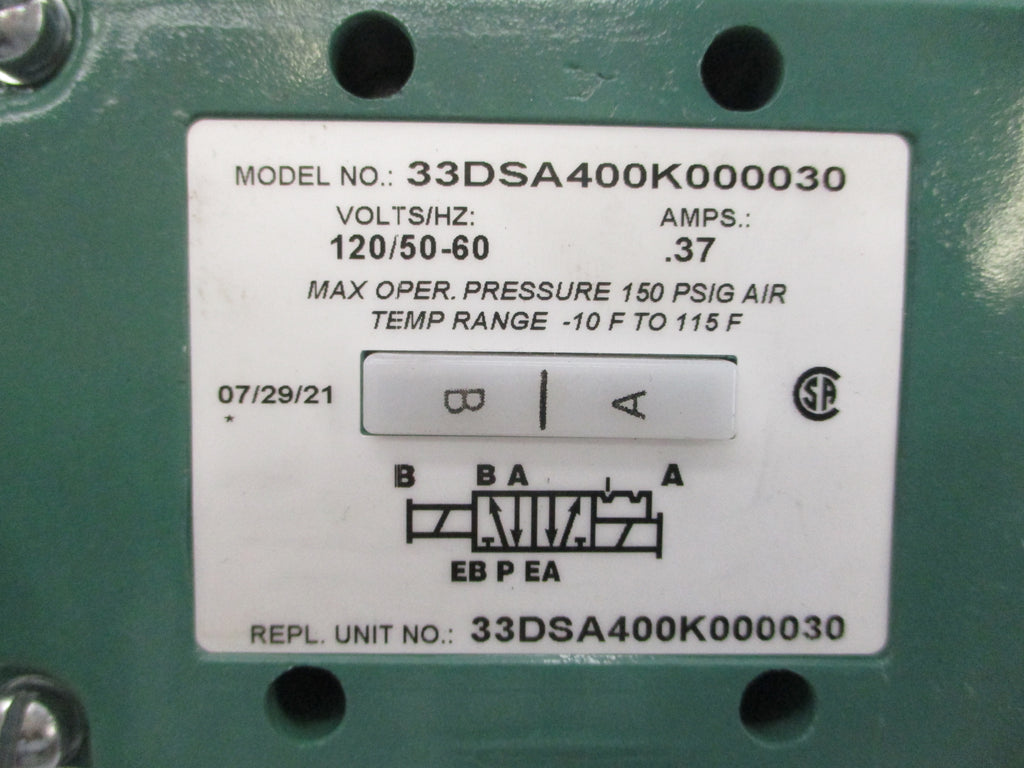 MODEL NO.: 33DSA400K000030
VOLTS/HZ: AMPS.:
120/50-60 .37
MAX OPER. PRESSURE 150 PSIG AIR
TEMP RANGE -10 F TO 115 F
07/29/21 B | A SA
*
B B A A
EB P EA
REPL. UNIT NO.: 33DSA400K000030